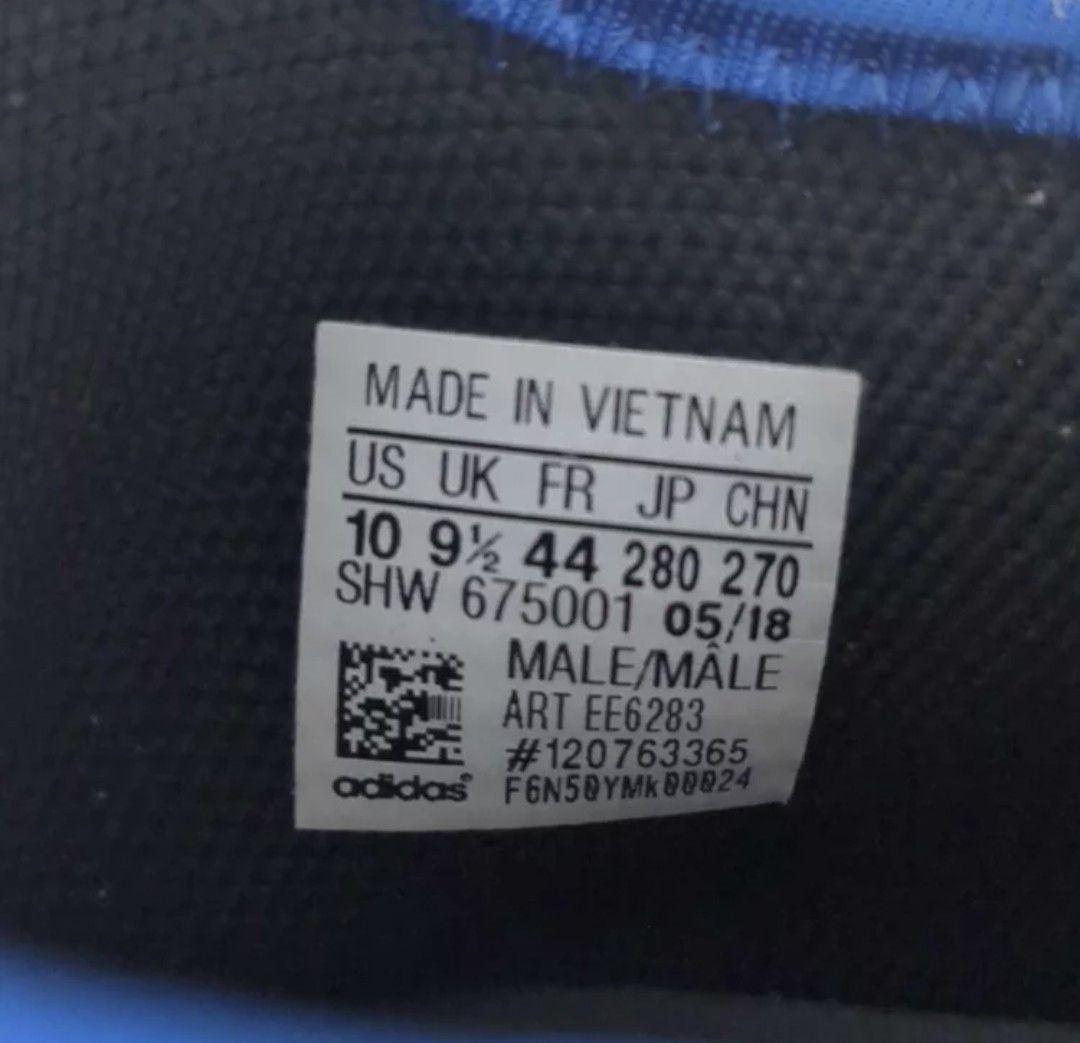 MADE IN VIETNAM
US UK FR JP CHN
10 9½ 44 280 270
SHW 675001 05/18
MALE/MÂLE
ART EE6283
#120763365
F6N50YMk00024
adidas